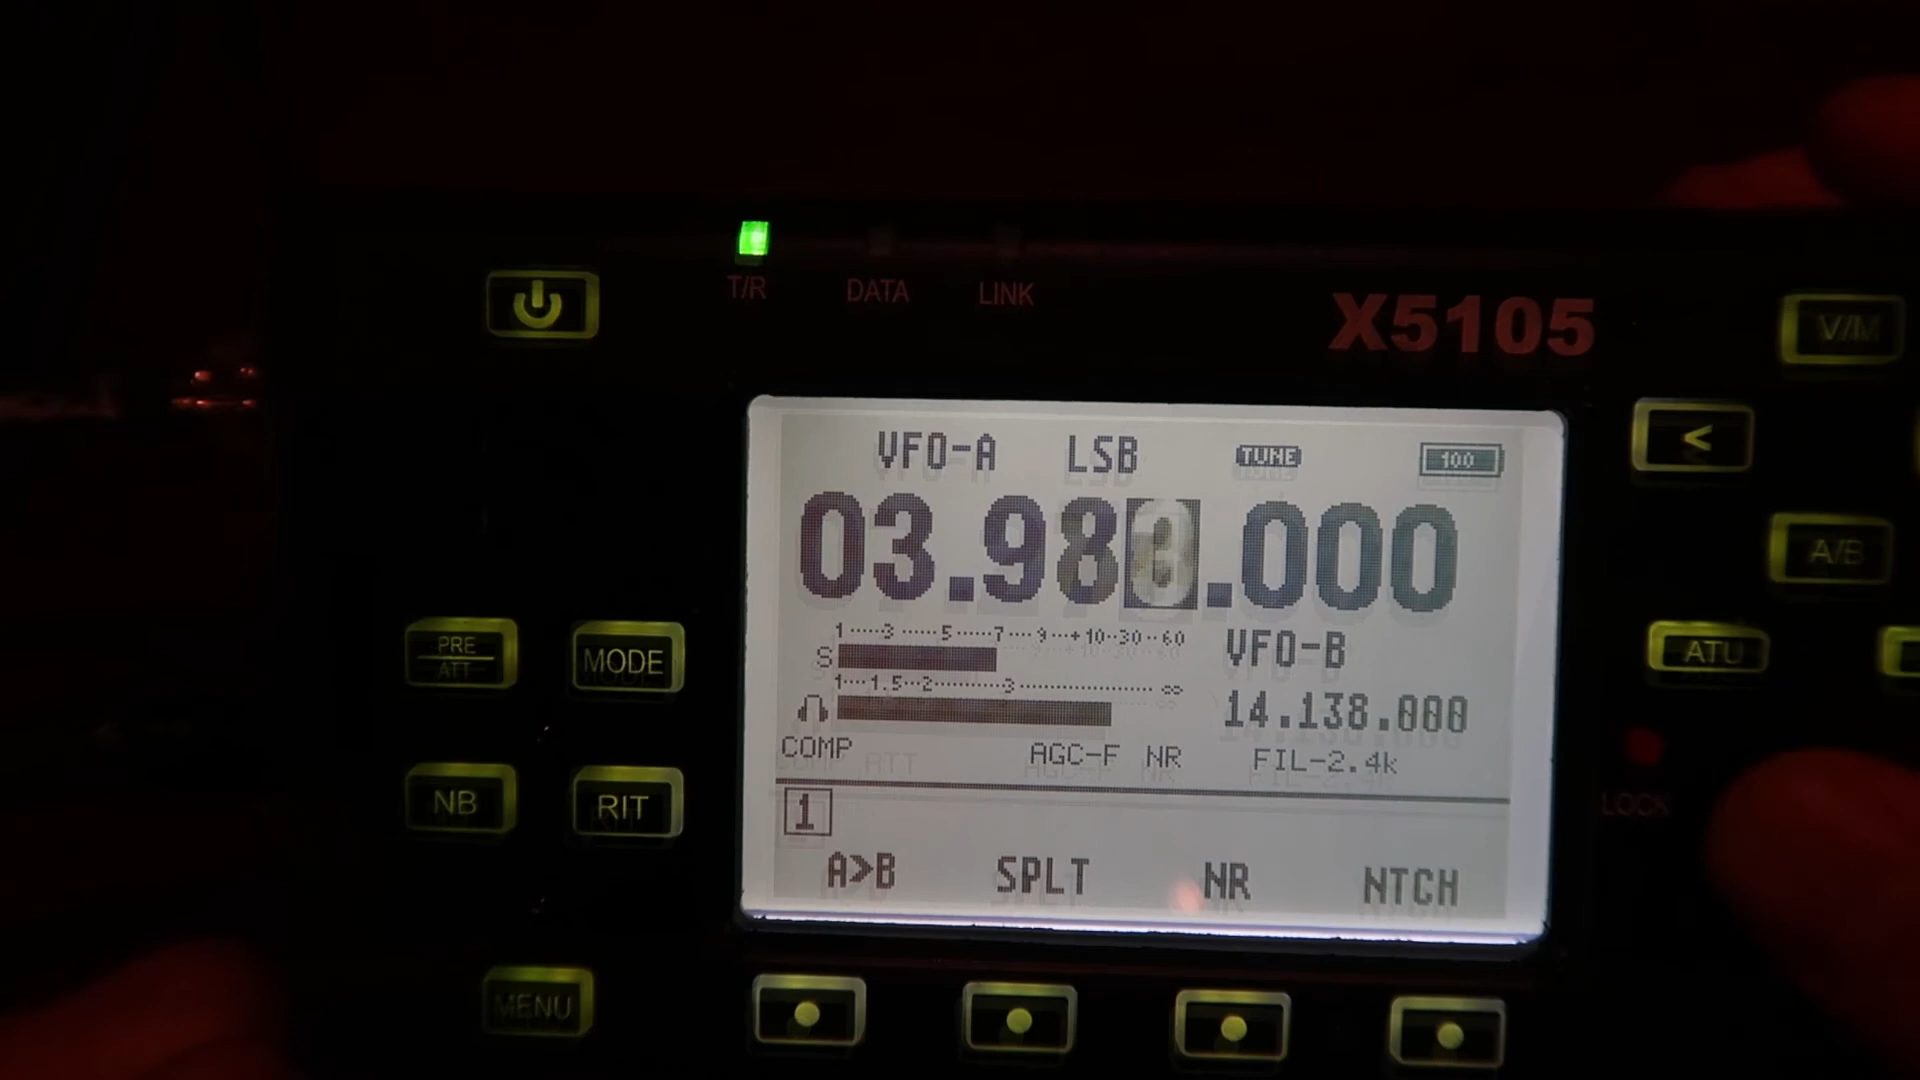 T/R DATA LINK
X5105
V/M
<
A/B
ATU
PRE
ATT
MODE
NB
RIT
MENU
LOCK
VFO-A LSB TUNE 100
03.983.000
S 1·····3······5······7····9···+10··30··60
1···1.5··2··········3··················∞
VFO-B
14.138.000
COMP ATT AGC-F NR FIL-2.4k
1
A>B SPLT NR NTCH